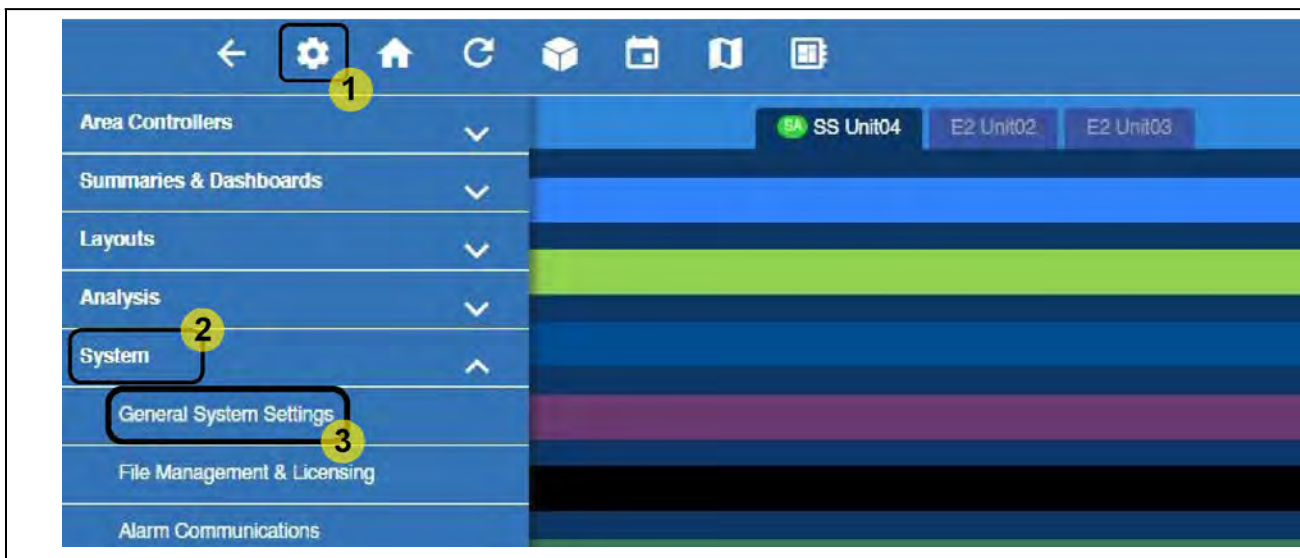 1
SA SS Unit04 E2 Unit02 E2 Unit03
Area Controllers
Summaries & Dashboards
Layouts
Analysis
2
System
General System Settings
3
File Management & Licensing
Alarm Communications